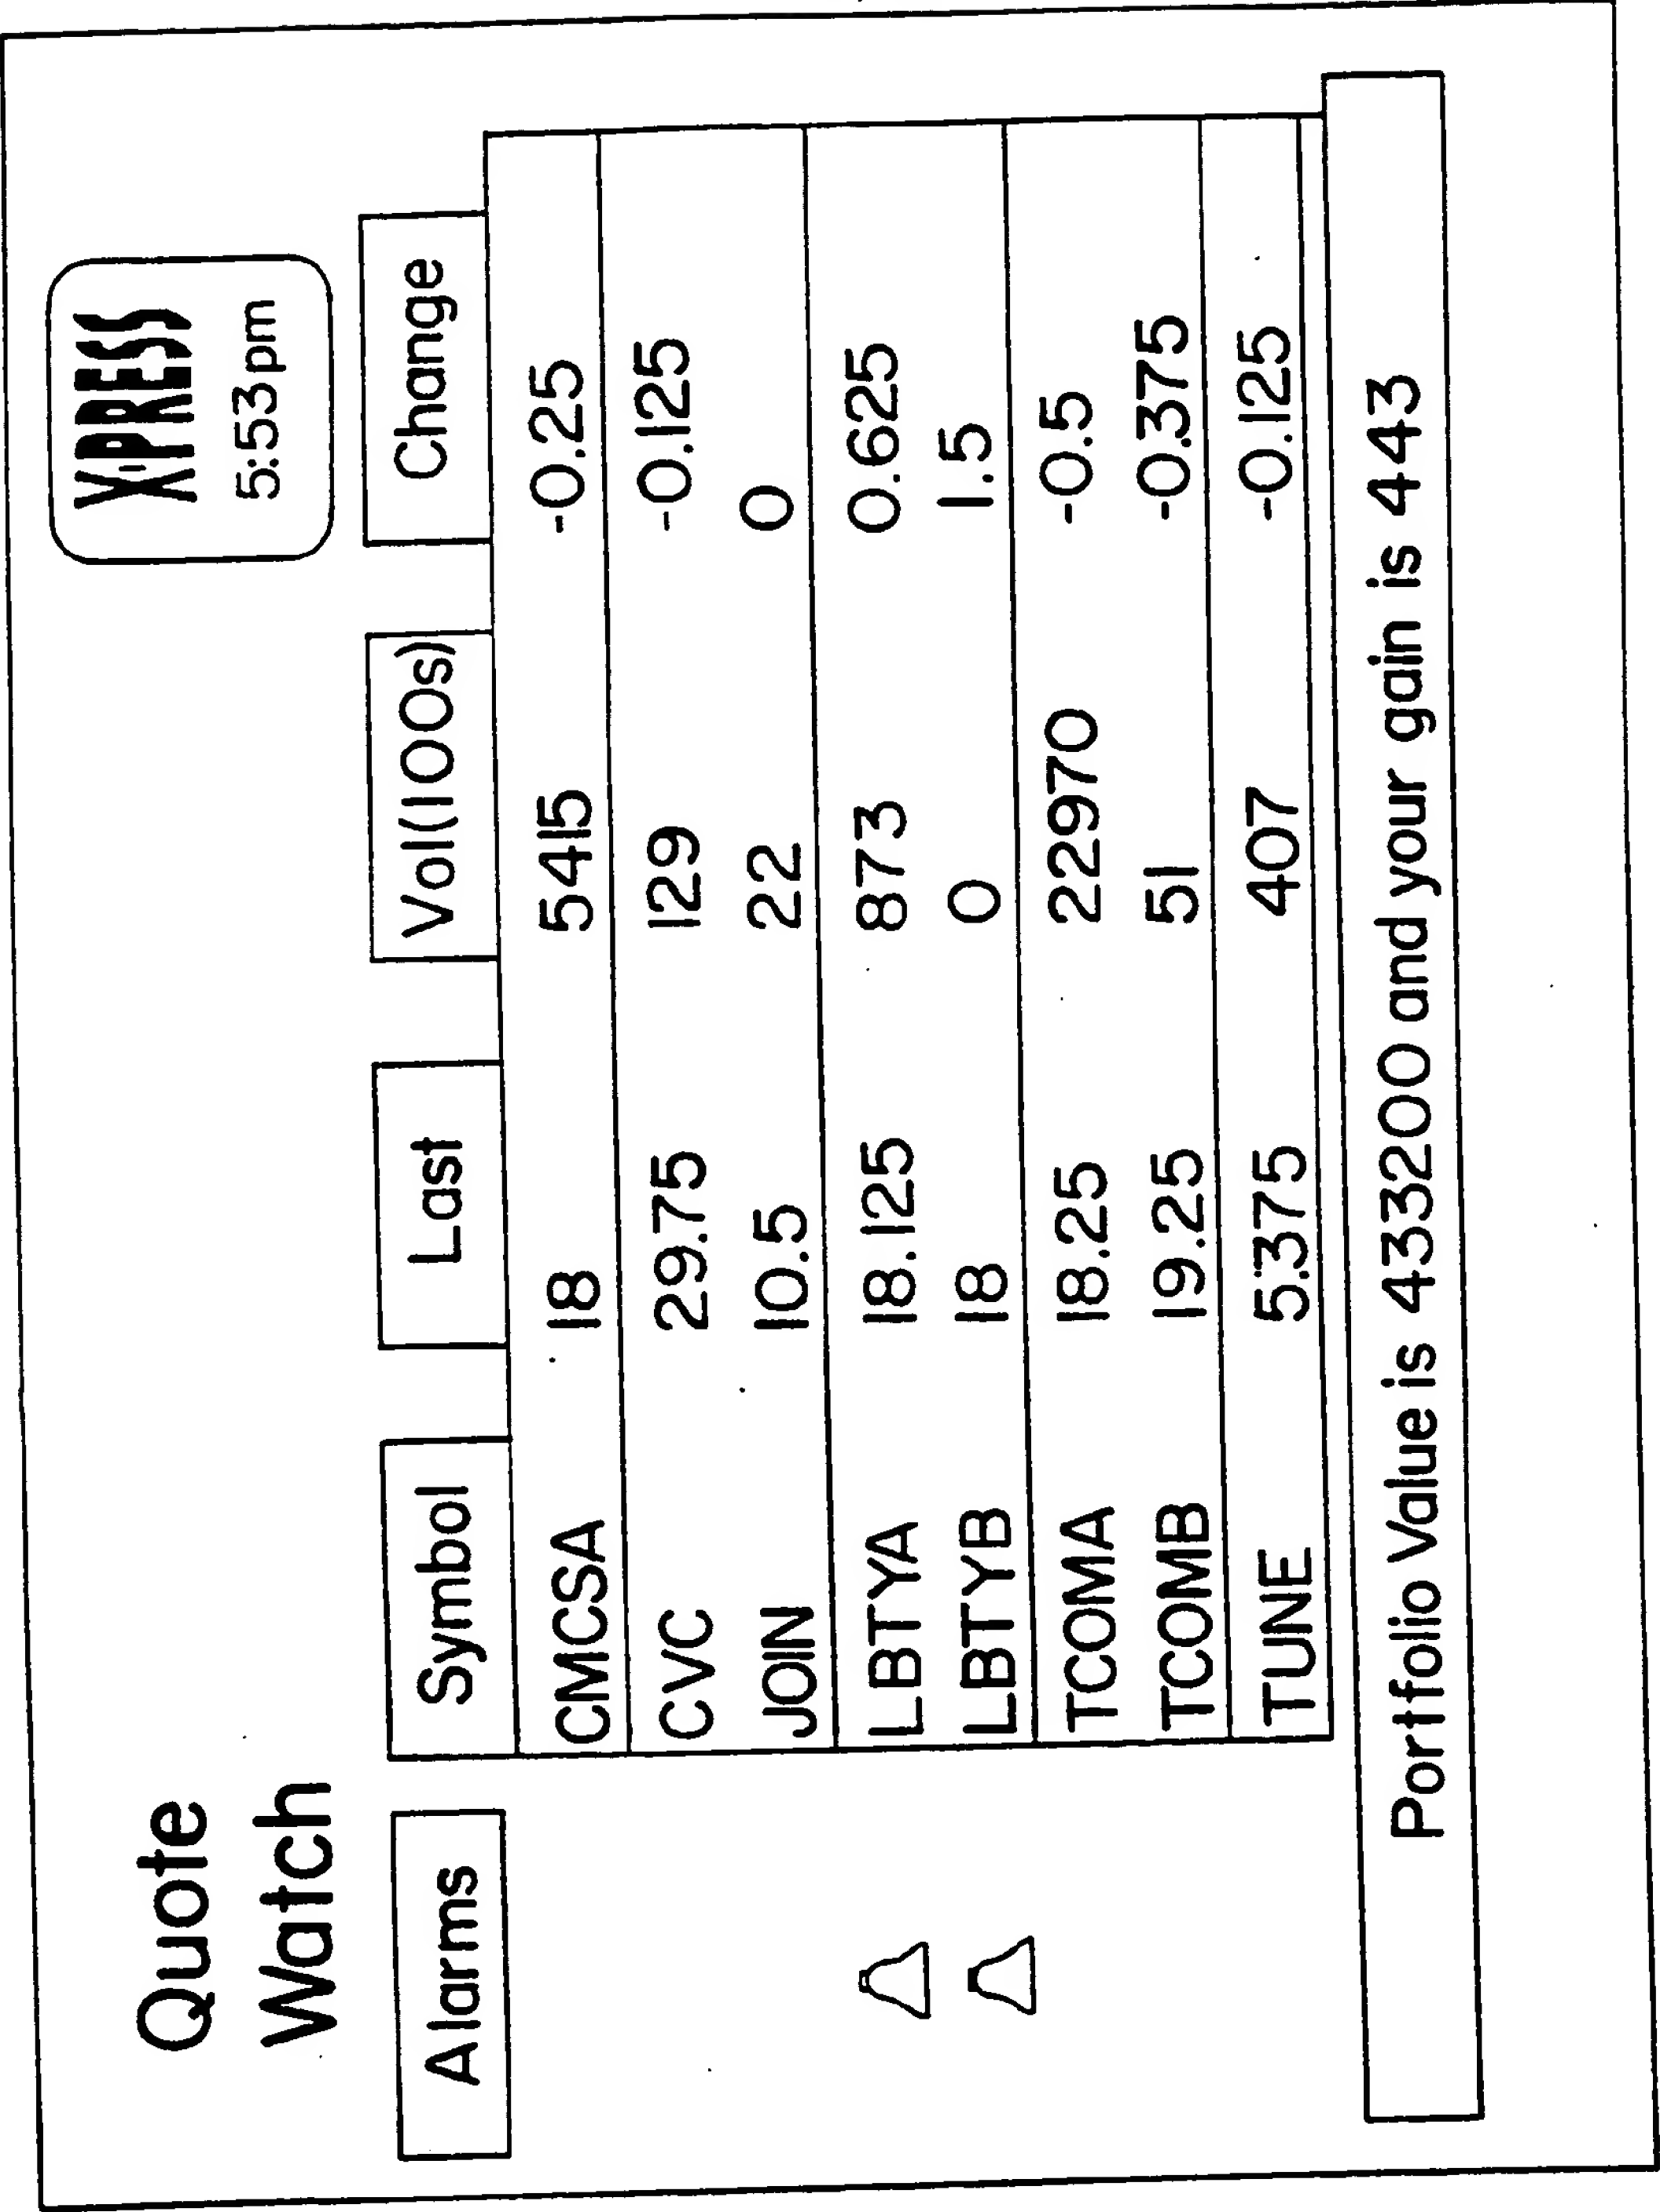 Quote
Watch
X·PRESS
5:53pm
Alarms Symbol Last Vol(100s) Change
CMCSA 18 5415 -0.25
CVC 29.75 129 -0.125
JOIN 10.5 22 0
LBTYA 18.125 873 0.625
LBTYB 18 0 1.5
TCOMA 18.25 22970 -0.5
TCOMB 19.25 51 -0.375
TUNE 5.375 407 -0.125
Portfolio Value is 433200 and your gain is 443